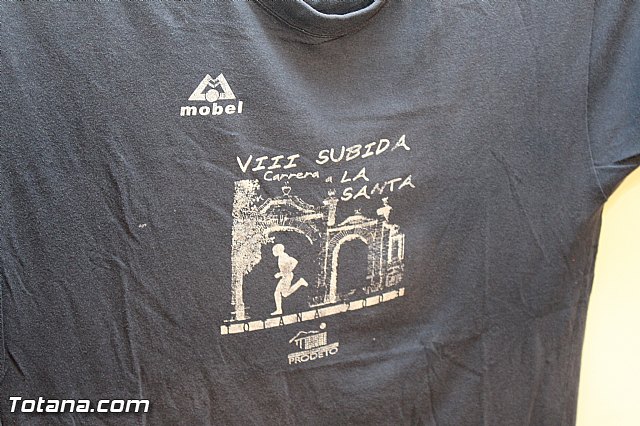 mobel
VIII SUBIDA
Carrera a LA
SANTA
PRODETO
Totana.com